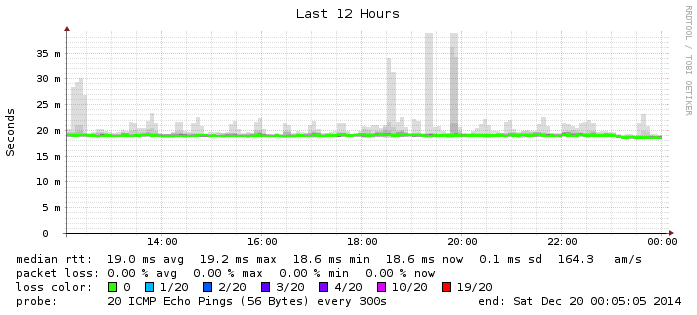 Last 12 Hours
RRDTOOL / TOBI OETIKER
Seconds
35 m
30 m
25 m
20 m
15 m
10 m
5 m
0
14:00 16:00 18:00 20:00 22:00 00:00
median rtt: 19.0 ms avg 19.2 ms max 18.6 ms min 18.6 ms now 0.1 ms sd 164.3 am/s
packet loss: 0.00 % avg 0.00 % max 0.00 % min 0.00 % now
loss color: 0 1/20 2/20 3/20 4/20 10/20 19/20
probe: 20 ICMP Echo Pings (56 Bytes) every 300s end: Sat Dec 20 00:05:05 2014